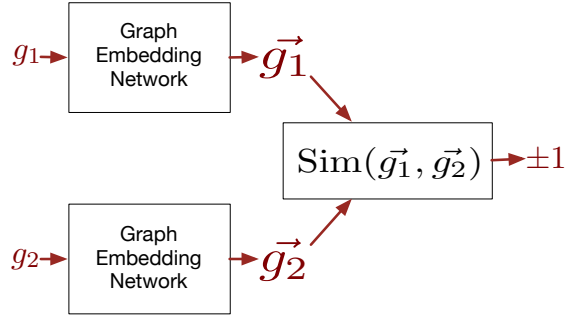 g₁
Graph
Embedding
Network
g⃗₁
Sim(g⃗₁, g⃗₂)
±1
g₂
Graph
Embedding
Network
g⃗₂